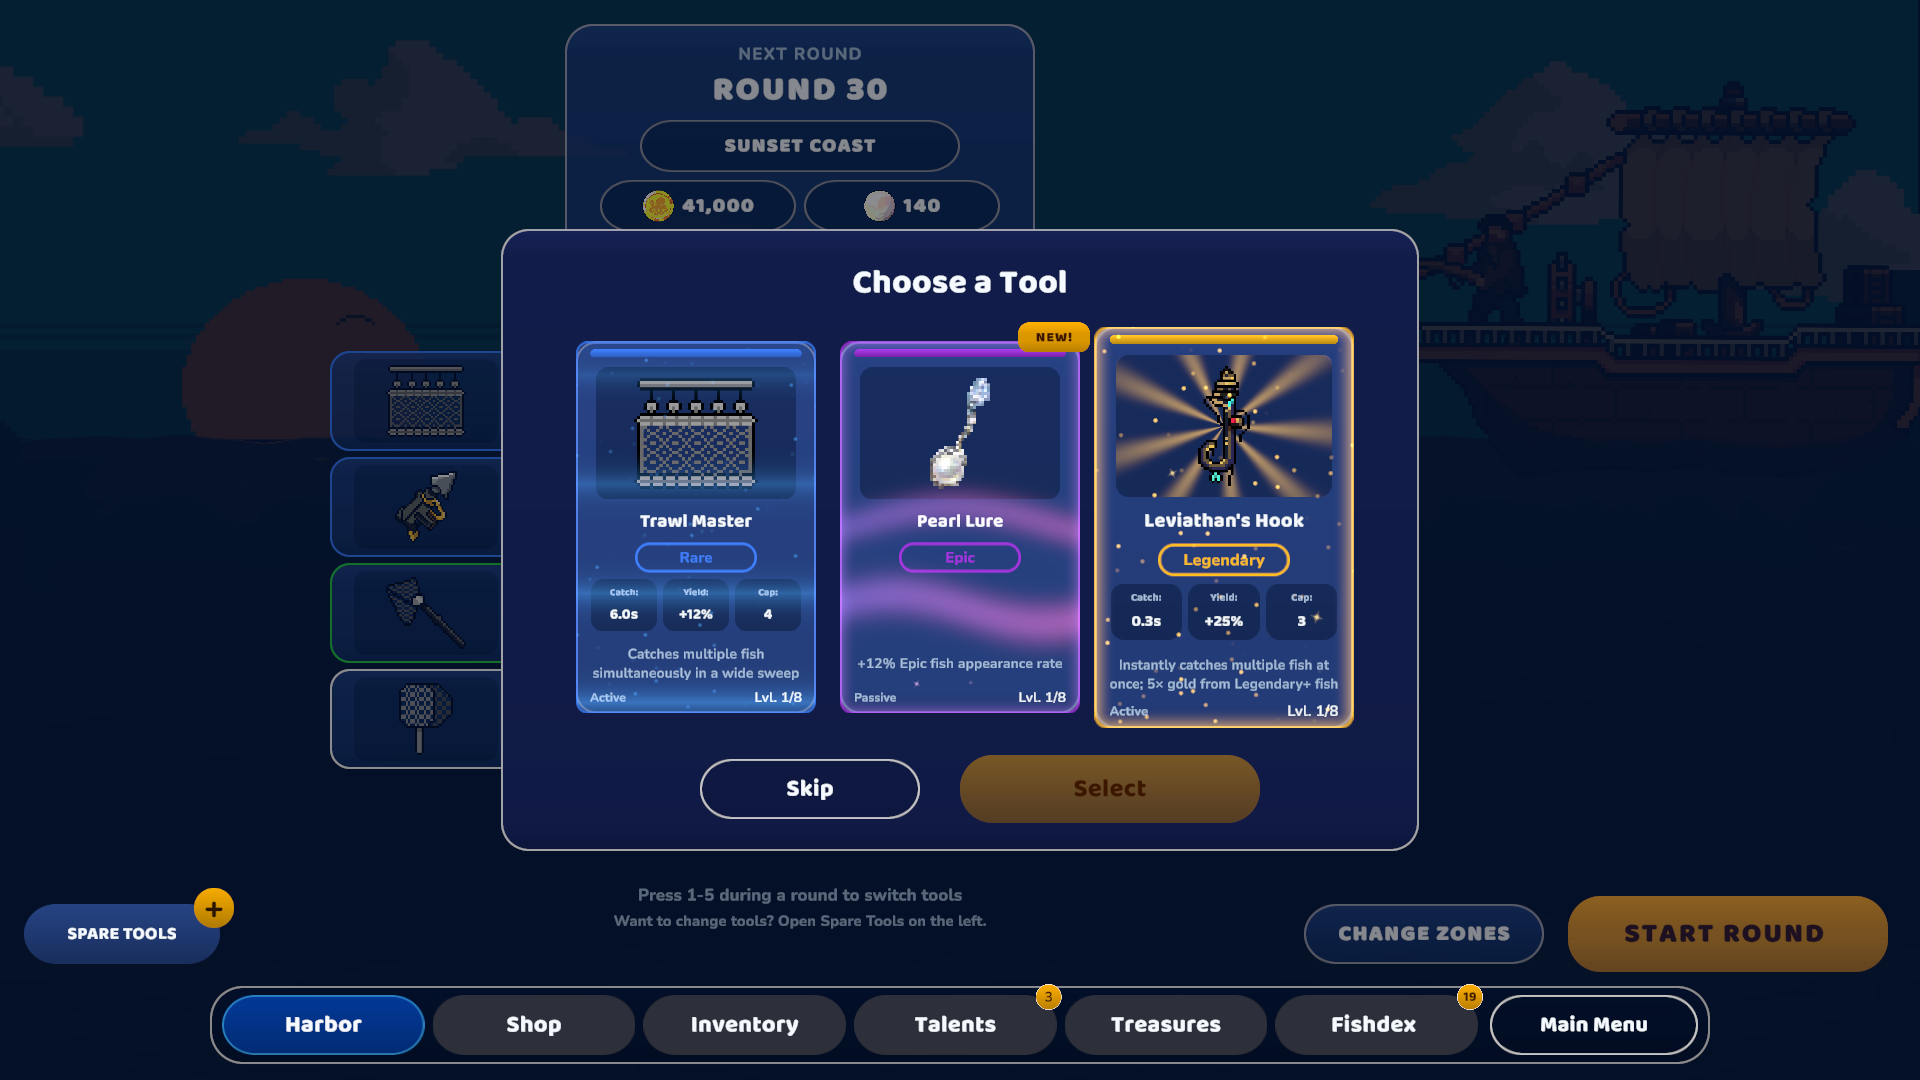 NEXT ROUND
ROUND 30
SUNSET COAST
41,000
140
Choose a Tool
Trawl Master
Rare
Catch:
6.0s
Yield:
+12%
Cap:
4
Catches multiple fish
simultaneously in a wide sweep
Active
Lvl. 1/8
NEW!
Pearl Lure
Epic
+12% Epic fish appearance rate
Passive
Lvl. 1/8
Leviathan's Hook
Legendary
Catch:
0.3s
Yield:
+25%
Cap:
3
Instantly catches multiple fish at
once; 5× gold from Legendary+ fish
Active
Lvl. 1/8
Skip
Select
Press 1-5 during a round to switch tools
Want to change tools? Open Spare Tools on the left.
SPARE TOOLS
+
CHANGE ZONES
START ROUND
Harbor
Shop
Inventory
Talents
3
Treasures
Fishdex
19
Main Menu